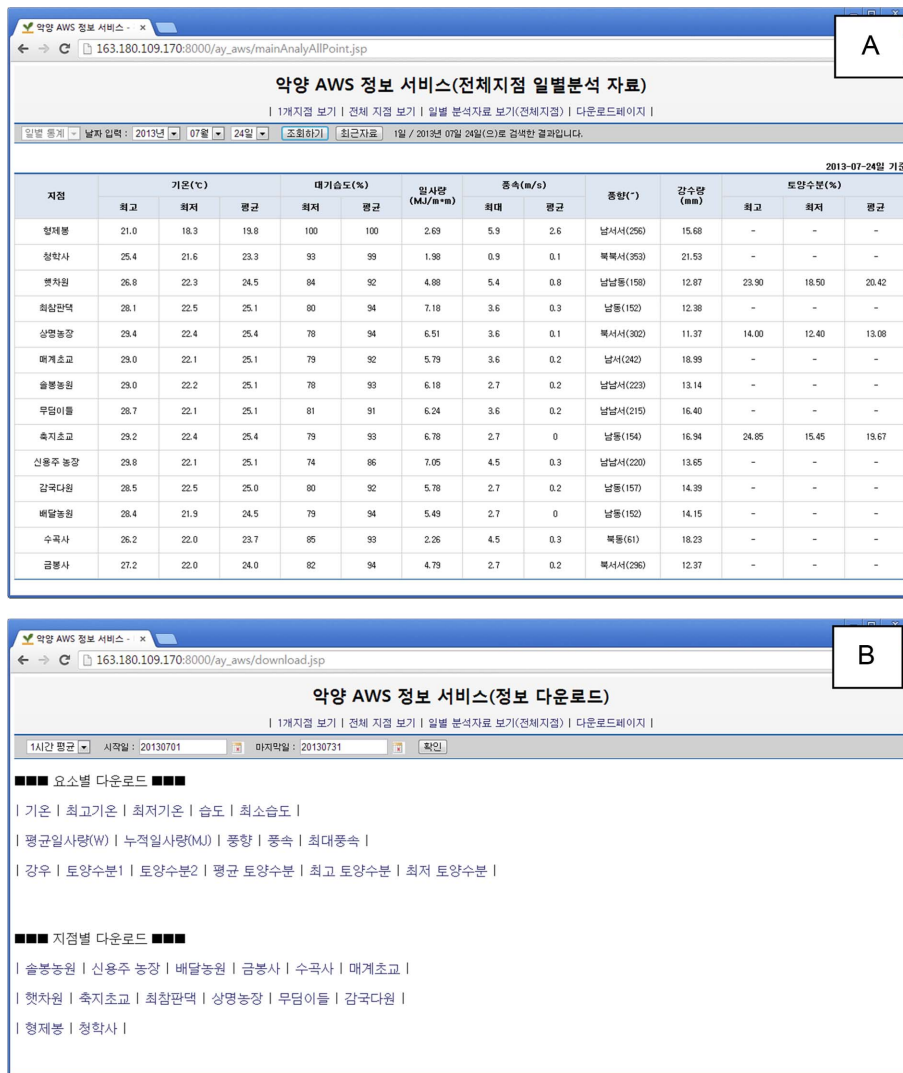 악양 AWS 정보 서비스 - x
163.180.109.170:8000/ay_aws/mainAnalyAllPoint.jsp
A
악양 AWS 정보 서비스(전체지점 일별분석 자료)
| 1개지점 보기 | 전체 지점 보기 | 일별 분석자료 보기(전체지점) | 다운로드페이지 |
일별 통계 날짜 입력 : 2013년 07월 24일 조회하기 최근자료 1일 / 2013년 07월 24일(으)로 검색한 결과입니다.
2013-07-24일 기준
지점 기온(℃) 대기습도(%) 일사량(MJ/m*m) 풍속(m/s) 풍향(˚) 강수량(mm) 토양수분(%)
최고 최저 평균 최저 평균 최대 평균 최고 최저 평균
형제봉 21.0 18.3 19.8 100 100 2.69 5.9 2.6 남서서(256) 15.68 - - -
청학사 25.4 21.6 23.3 93 99 1.98 0.9 0.1 북북서(353) 21.53 - - -
햇차원 26.8 22.3 24.5 84 92 4.88 5.4 0.8 남남동(158) 12.87 23.90 18.50 20.42
최참판댁 28.1 22.5 25.1 80 94 7.18 3.6 0.3 남동(152) 12.38 - - -
상명농장 29.4 22.4 25.4 78 94 6.51 3.6 0.1 북서서(302) 11.37 14.00 12.40 13.08
매계초교 29.0 22.1 25.1 79 92 5.79 3.6 0.2 남서(242) 18.99 - - -
솔봉농원 29.0 22.2 25.1 78 93 6.18 2.7 0.2 남남서(223) 13.14 - - -
무덤이들 28.7 22.1 25.1 81 91 6.24 3.6 0.2 남남서(215) 16.40 - - -
축지초교 29.2 22.4 25.4 79 93 6.78 2.7 0 남동(154) 16.94 24.85 15.45 19.67
신용주 농장 29.8 22.1 25.1 74 86 7.05 4.5 0.3 남남서(220) 13.65 - - -
감국다원 28.5 22.5 25.0 80 92 5.78 2.7 0.2 남동(157) 14.39 - - -
배달농원 28.4 21.9 24.5 79 94 5.49 2.7 0 남동(152) 14.15 - - -
수곡사 26.2 22.0 23.7 85 93 2.26 4.5 0.3 북동(61) 18.23 - - -
금봉사 27.2 22.0 24.0 82 94 4.79 2.7 0.2 북서서(296) 12.37 - - -
악양 AWS 정보 서비스 - x
163.180.109.170:8000/ay_aws/download.jsp
B
악양 AWS 정보 서비스(정보 다운로드)
| 1개지점 보기 | 전체 지점 보기 | 일별 분석자료 보기(전체지점) | 다운로드페이지 |
1시간 평균 시작일 : 20130701 마지막일 : 20130731 확인
■■■ 요소별 다운로드 ■■■
| 기온 | 최고기온 | 최저기온 | 습도 | 최소습도 |
| 평균일사량(W) | 누적일사량(MJ) | 풍향 | 풍속 | 최대풍속 |
| 강우 | 토양수분1 | 토양수분2 | 평균 토양수분 | 최고 토양수분 | 최저 토양수분 |
■■■ 지점별 다운로드 ■■■
| 솔봉농원 | 신용주 농장 | 배달농원 | 금봉사 | 수곡사 | 매계초교 |
| 햇차원 | 축지초교 | 최참판댁 | 상명농장 | 무덤이들 | 감국다원 |
| 형제봉 | 청학사 |